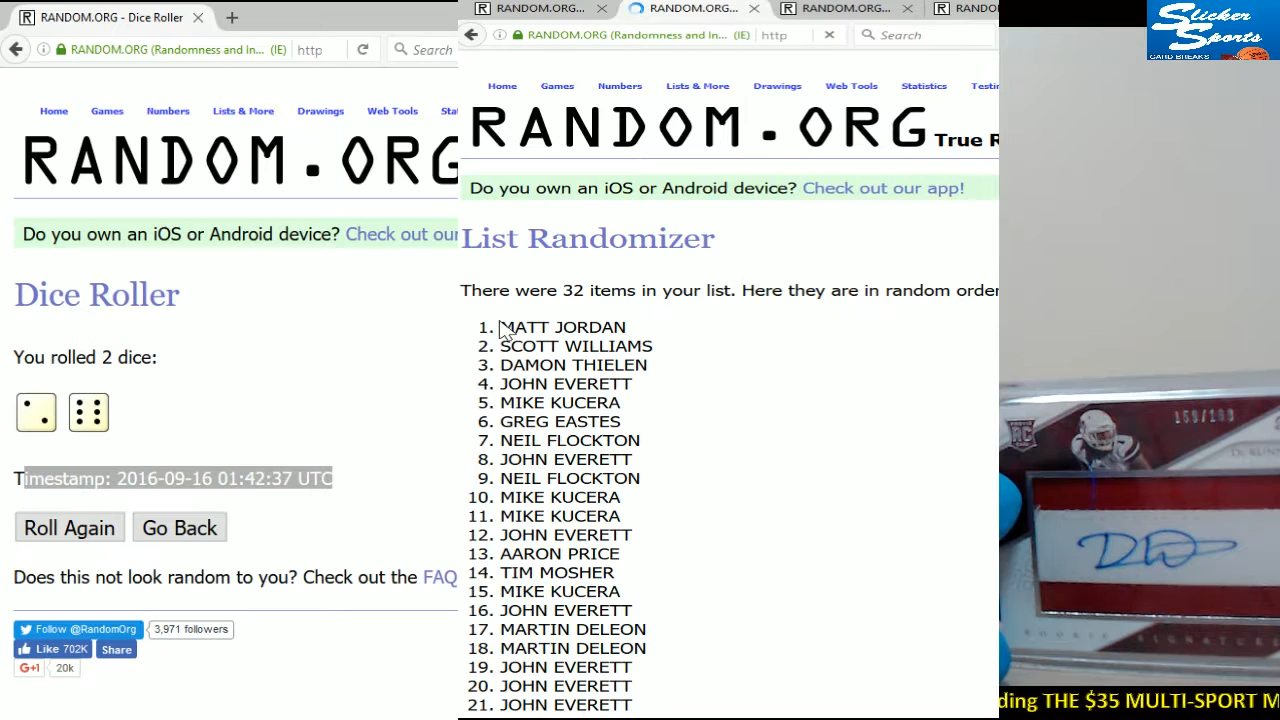 RANDOM.ORG - Dice Roller
RANDOM.ORG (Randomness and In... (IE) http
Search
Home Games Numbers Lists & More Drawings Web Tools
RANDOM.ORG
Do you own an iOS or Android device? Check out our
Dice Roller
You rolled 2 dice:
Timestamp: 2016-09-16 01:42:37 UTC
Roll Again Go Back
Does this not look random to you? Check out the FAQ
Follow @RandomOrg 3,971 followers
Like 702K Share
G+1 20k
RANDOM.ORG... RANDOM.ORG... RANDOM.ORG...
RANDOM.ORG (Randomness and In... (IE) http
Search
Home Games Numbers Lists & More Drawings Web Tools Statistics
RANDOM.ORG True
Do you own an iOS or Android device? Check out our app!
List Randomizer
There were 32 items in your list. Here they are in random order
1. MATT JORDAN
2. SCOTT WILLIAMS
3. DAMON THIELEN
4. JOHN EVERETT
5. MIKE KUCERA
6. GREG EASTES
7. NEIL FLOCKTON
8. JOHN EVERETT
9. NEIL FLOCKTON
10. MIKE KUCERA
11. MIKE KUCERA
12. JOHN EVERETT
13. AARON PRICE
14. TIM MOSHER
15. MIKE KUCERA
16. JOHN EVERETT
17. MARTIN DELEON
18. MARTIN DELEON
19. JOHN EVERETT
20. JOHN EVERETT
21. JOHN EVERETT
Slicker
Sports
CARD BREAKS
RC
ROOKIE
THE $35 MULTI-SPORT